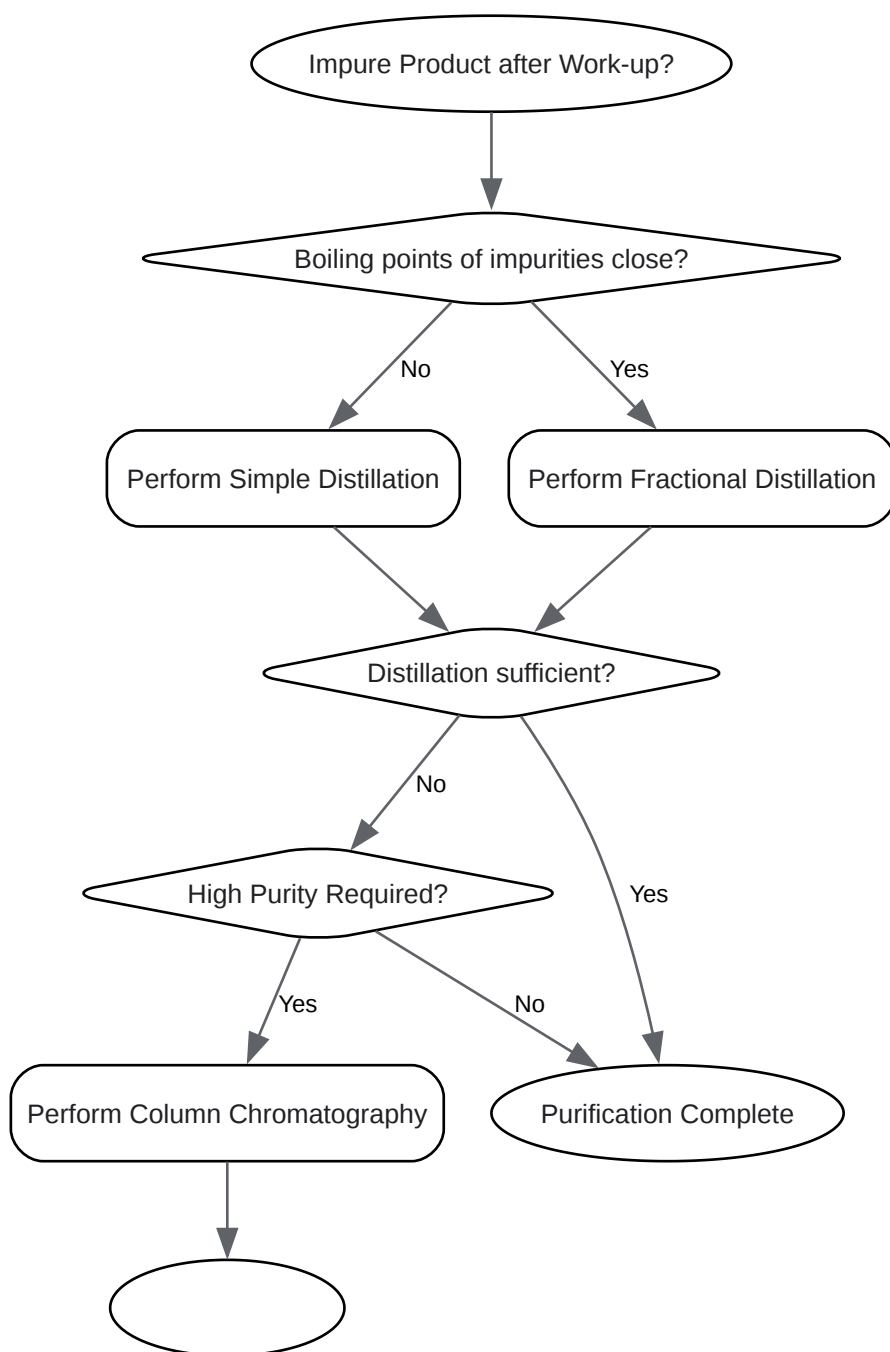 Impure Product after Work-up?
Boiling points of impurities close?
No
Yes
Perform Simple Distillation
Perform Fractional Distillation
Distillation sufficient?
No
High Purity Required?
Yes
Yes
No
Perform Column Chromatography
Purification Complete